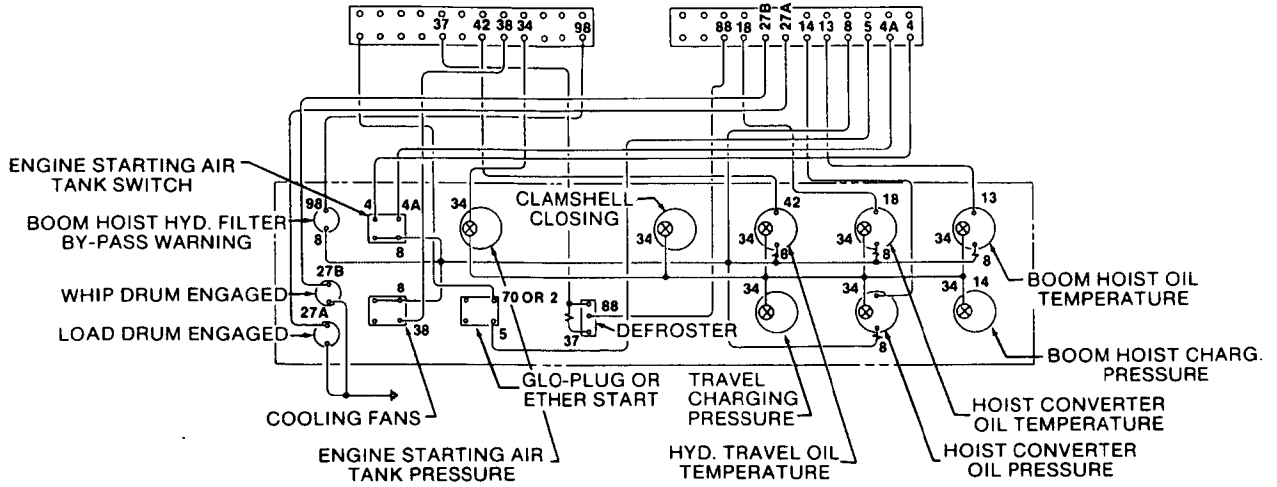 37 42 38 34 98
88 18 27B 27A 14 13 8 5 4A 4
ENGINE STARTING AIR
TANK SWITCH
BOOM HOIST HYD. FILTER
BY-PASS WARNING
WHIP DRUM ENGAGED
LOAD DRUM ENGAGED
98
8
27B
27A
4
4A
8
8
38
34
70 OR 2
5
CLAMSHELL
CLOSING
34
88
37
DEFROSTER
42
34
8
18
34
8
13
34
8
34
34
8
34
14
BOOM HOIST OIL
TEMPERATURE
BOOM HOIST CHARG.
PRESSURE
COOLING FANS
GLO-PLUG OR
ETHER START
TRAVEL
CHARGING
PRESSURE
HOIST CONVERTER
OIL TEMPERATURE
ENGINE STARTING AIR
TANK PRESSURE
HYD. TRAVEL OIL
TEMPERATURE
HOIST CONVERTER
OIL PRESSURE